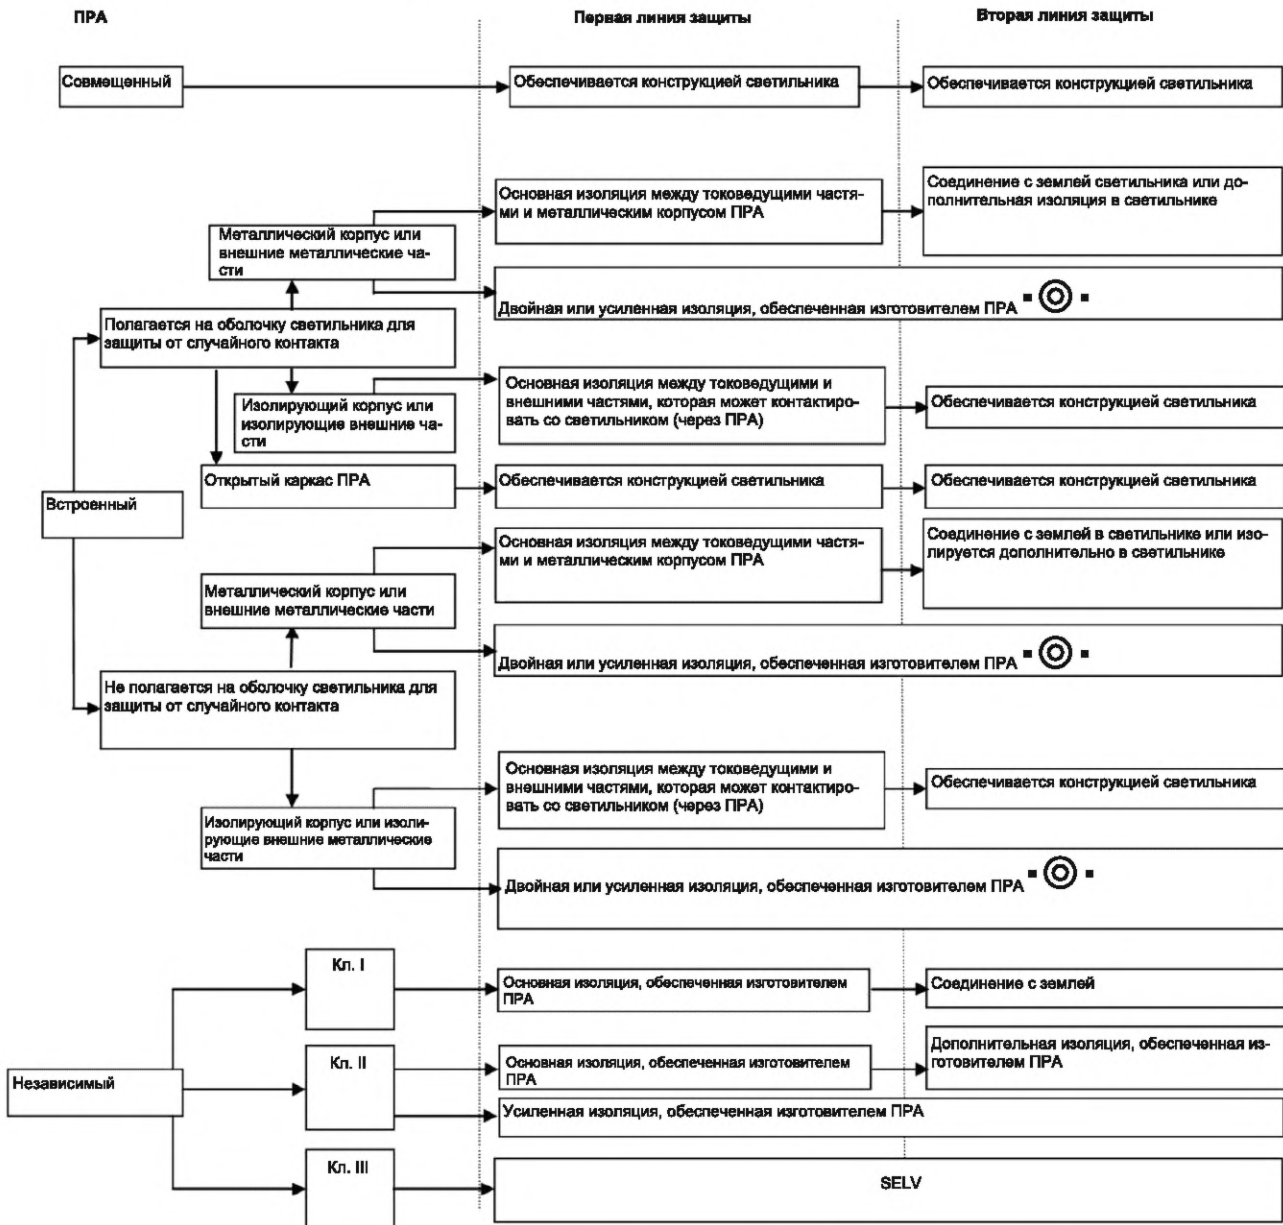 ПРА
Первая линия защиты
Вторая линия защиты
Совмещенный
Обеспечивается конструкцией светильника
Обеспечивается конструкцией светильника
Основная изоляция между токоведущими частя-
ми и металлическим корпусом ПРА
Соединение с землей светильника или до-
полнительная изоляция в светильнике
Металлический корпус или
внешние металлические ча-
сти
Двойная или усиленная изоляция, обеспеченная изготовителем ПРА
Полагается на оболочку светильника для
защиты от случайного контакта
Основная изоляция между токоведущими и
внешними частями, которая может контактиро-
вать со светильником (через ПРА)
Обеспечивается конструкцией светильника
Изолирующий корпус или
изолирующие внешние ча-
сти
Открытый каркас ПРА
Обеспечивается конструкцией светильника
Обеспечивается конструкцией светильника
Встроенный
Основная изоляция между токоведущими частя-
ми и металлическим корпусом ПРА
Соединение с землей в светильнике или изо-
лируется дополнительно в светильнике
Металлический корпус или
внешние металлические части
Двойная или усиленная изоляция, обеспеченная изготовителем ПРА
Не полагается на оболочку светильника для
защиты от случайного контакта
Основная изоляция между токоведущими и
внешними частями, которая может контактиро-
вать со светильником (через ПРА)
Обеспечивается конструкцией светильника
Изолирующий корпус или изоли-
рующие внешние металлические
части
Двойная или усиленная изоляция, обеспеченная изготовителем ПРА
Кл. I
Основная изоляция, обеспеченная изготовителем
ПРА
Соединение с землей
Независимый
Кл. II
Основная изоляция, обеспеченная изготовителем
ПРА
Дополнительная изоляция, обеспеченная из-
готовителем ПРА
Усиленная изоляция, обеспеченная изготовителем ПРА
Кл. III
SELV